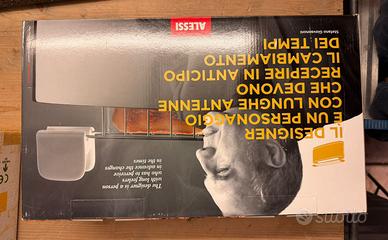 ALESSI
Stefano Giovannoni
IL DESIGNER
È UN PERSONAGGIO
CON LUNGHE ANTENNE
CHE DEVONO
RECEPIRE IN ANTICIPO
IL CAMBIAMENTO
DEI TEMPI
The designer is a person
with long feelers
who has to perceive
in advance the changes
in the times
subito